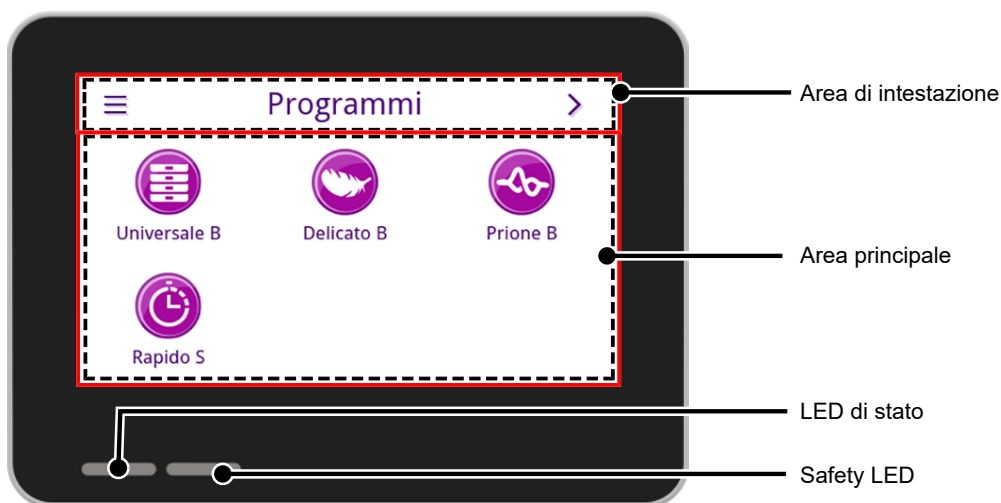 Programmi
Area di intestazione
Universale B
Delicato B
Prione B
Area principale
Rapido S
LED di stato
Safety LED